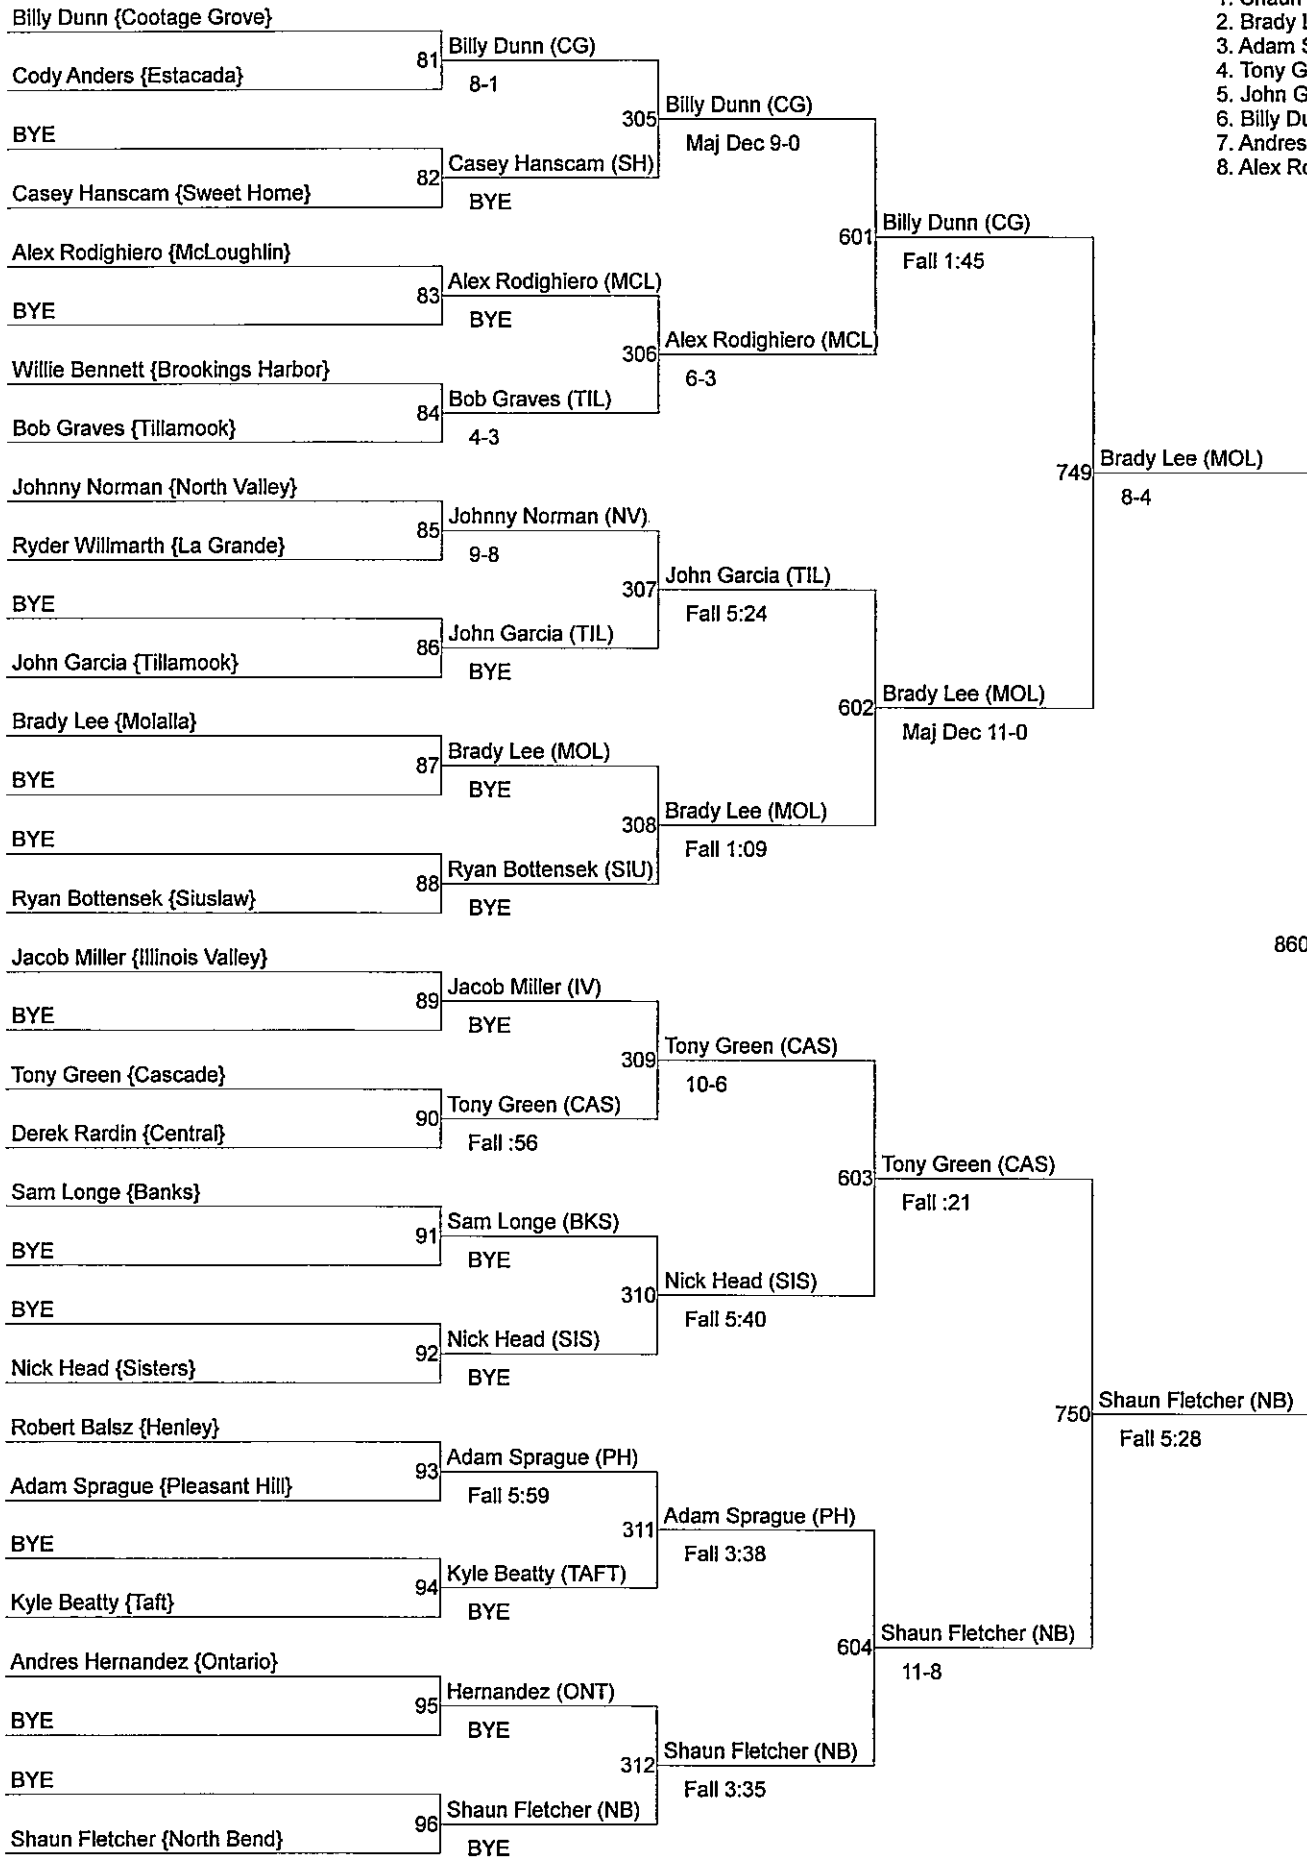 1. Shaun
2. Brady
3. Adam
4. Tony
5. John
6. Billy
7. Andres
8. Alex
Billy Dunn {Cootage Grove}
81 Billy Dunn (CG)
Cody Anders {Estacada}
8-1
305 Billy Dunn (CG)
BYE
Maj Dec 9-0
82 Casey Hanscam (SH)
Casey Hanscam {Sweet Home}
BYE
601 Billy Dunn (CG)
Alex Rodighiero {McLoughlin}
Fall 1:45
83 Alex Rodighiero (MCL)
BYE
BYE
306 Alex Rodighiero (MCL)
Willie Bennett {Brookings Harbor}
6-3
84 Bob Graves (TIL)
Bob Graves {Tillamook}
4-3
749 Brady Lee (MOL)
Johnny Norman {North Valley}
8-4
85 Johnny Norman (NV)
Ryder Willmarth {La Grande}
9-8
307 John Garcia (TIL)
BYE
Fall 5:24
86 John Garcia (TIL)
John Garcia {Tillamook}
BYE
602 Brady Lee (MOL)
Brady Lee {Molalla}
Maj Dec 11-0
87 Brady Lee (MOL)
BYE
BYE
308 Brady Lee (MOL)
BYE
Fall 1:09
88 Ryan Bottensek (SIU)
Ryan Bottensek {Siuslaw}
BYE
860
Jacob Miller {Illinois Valley}
89 Jacob Miller (IV)
BYE
BYE
309 Tony Green (CAS)
Tony Green {Cascade}
10-6
90 Tony Green (CAS)
Derek Rardin {Central}
Fall :56
603 Tony Green (CAS)
Sam Longe {Banks}
Fall :21
91 Sam Longe (BKS)
BYE
BYE
310 Nick Head (SIS)
BYE
Fall 5:40
92 Nick Head (SIS)
Nick Head {Sisters}
BYE
750 Shaun Fletcher (NB)
Robert Balsz {Henley}
Fall 5:28
93 Adam Sprague (PH)
Adam Sprague {Pleasant Hill}
Fall 5:59
311 Adam Sprague (PH)
BYE
Fall 3:38
94 Kyle Beatty (TAFT)
Kyle Beatty {Taft}
BYE
604 Shaun Fletcher (NB)
Andres Hernandez {Ontario}
11-8
95 Hernandez (ONT)
BYE
BYE
312 Shaun Fletcher (NB)
BYE
Fall 3:35
96 Shaun Fletcher (NB)
Shaun Fletcher {North Bend}
BYE